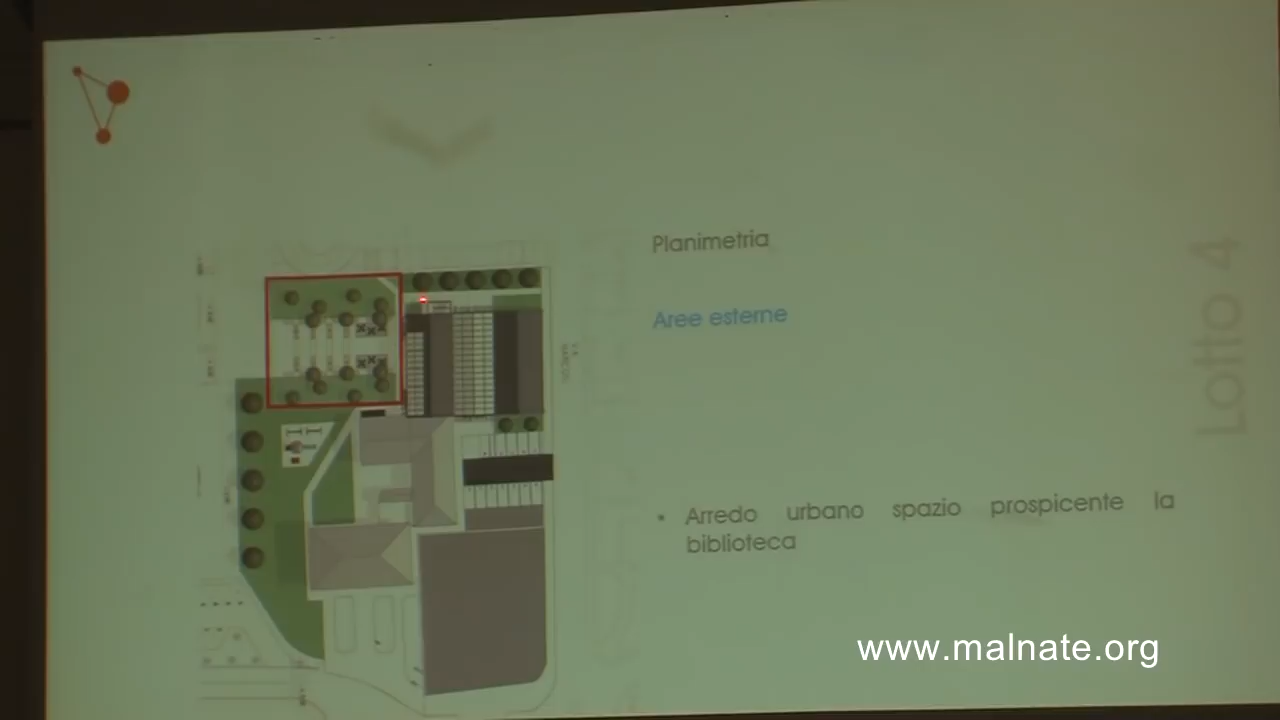 Planimetria
Aree esterne
Lotto 4
• Arredo urbano spazio prospicente la
biblioteca
www.malnate.org